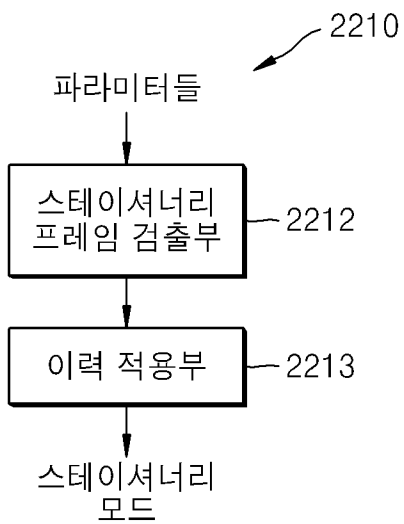 2210
파라미터들
스테이셔너리
프레임 검출부
2212
이력 적용부
2213
스테이셔너리
모드